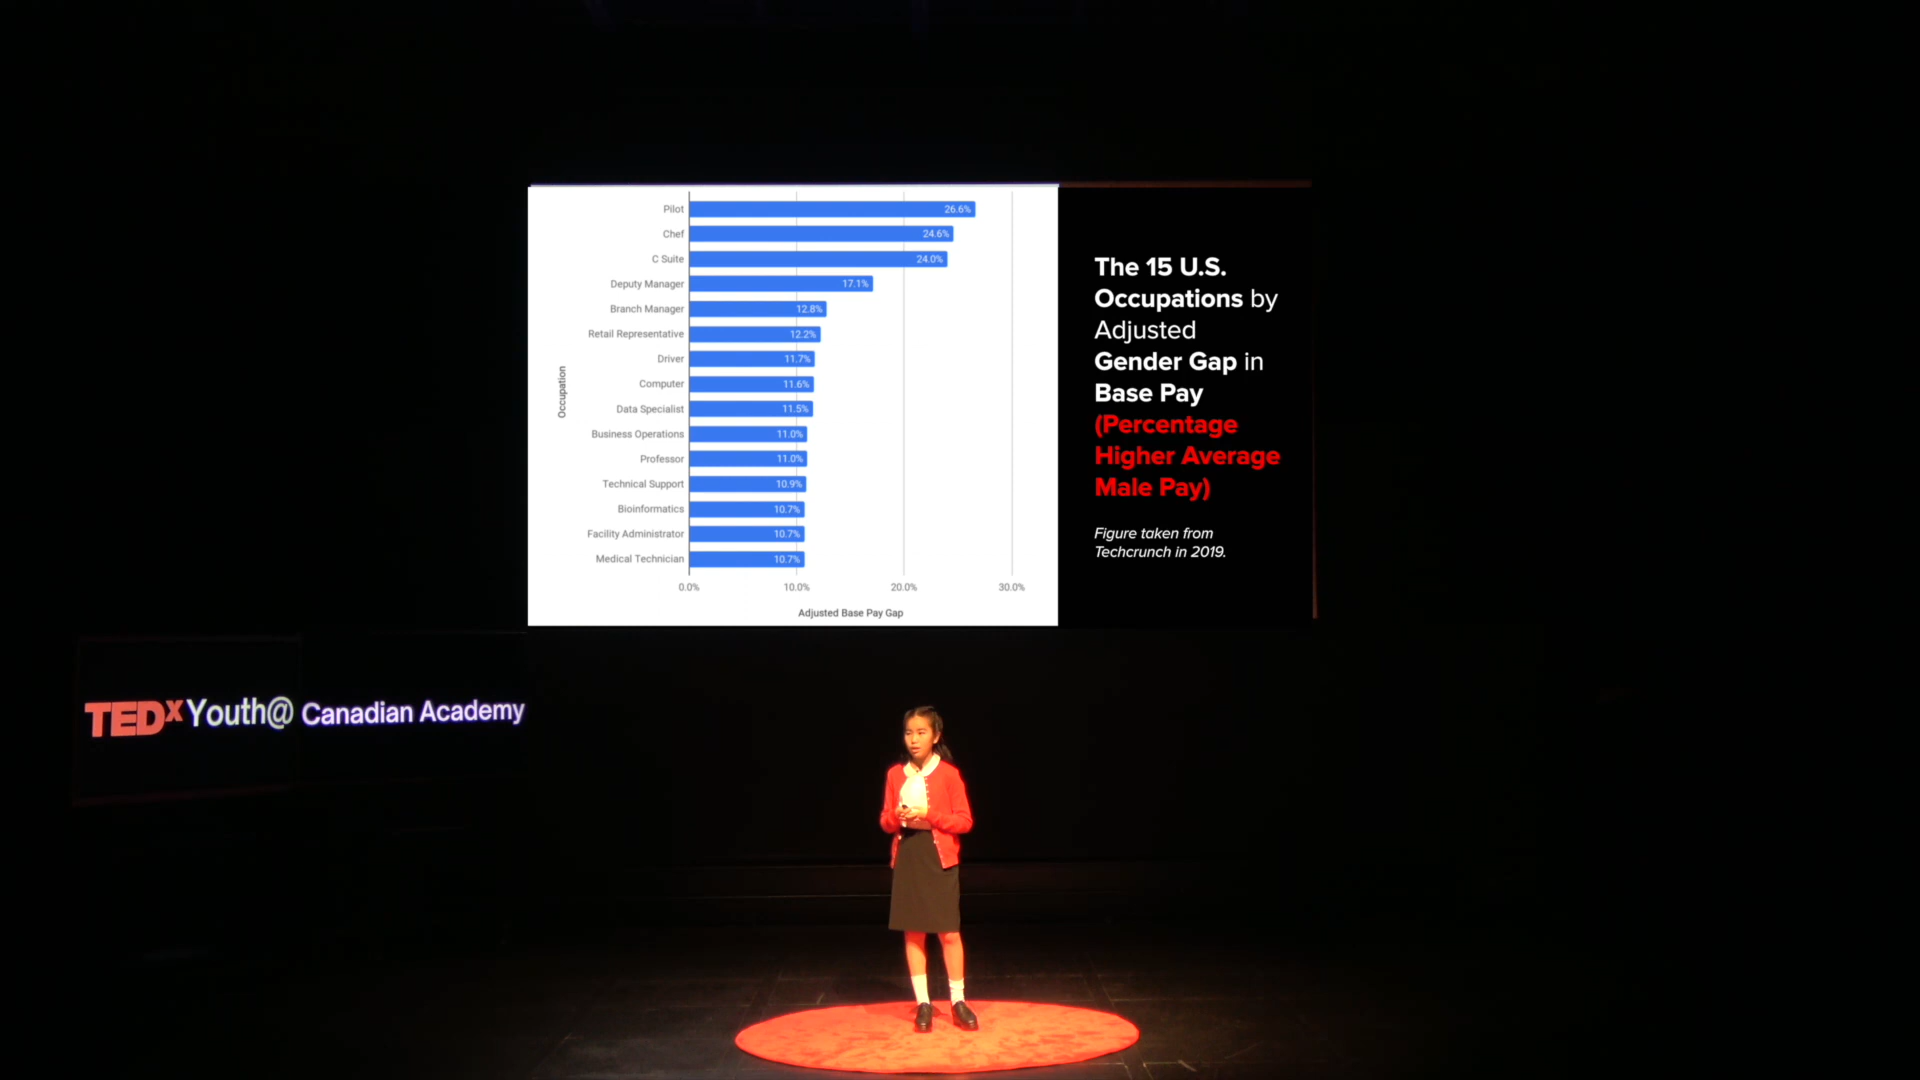 Pilot 26.6%
Chef 24.6%
C Suite 24.0%
Deputy Manager 17.1%
Branch Manager 12.8%
Retail Representative 12.2%
Driver 11.7%
Computer 11.6%
Data Specialist 11.5%
Business Operations 11.0%
Professor 11.0%
Technical Support 10.9%
Bioinformatics 10.7%
Facility Administrator 10.7%
Medical Technician 10.7%
Occupation
0.0% 10.0% 20.0% 30.0%
Adjusted Base Pay Gap
The 15 U.S.
Occupations by
Adjusted
Gender Gap in
Base Pay
(Percentage
Higher Average
Male Pay)
Figure taken from
Techcrunch in 2019.
TEDx Youth@ Canadian Academy